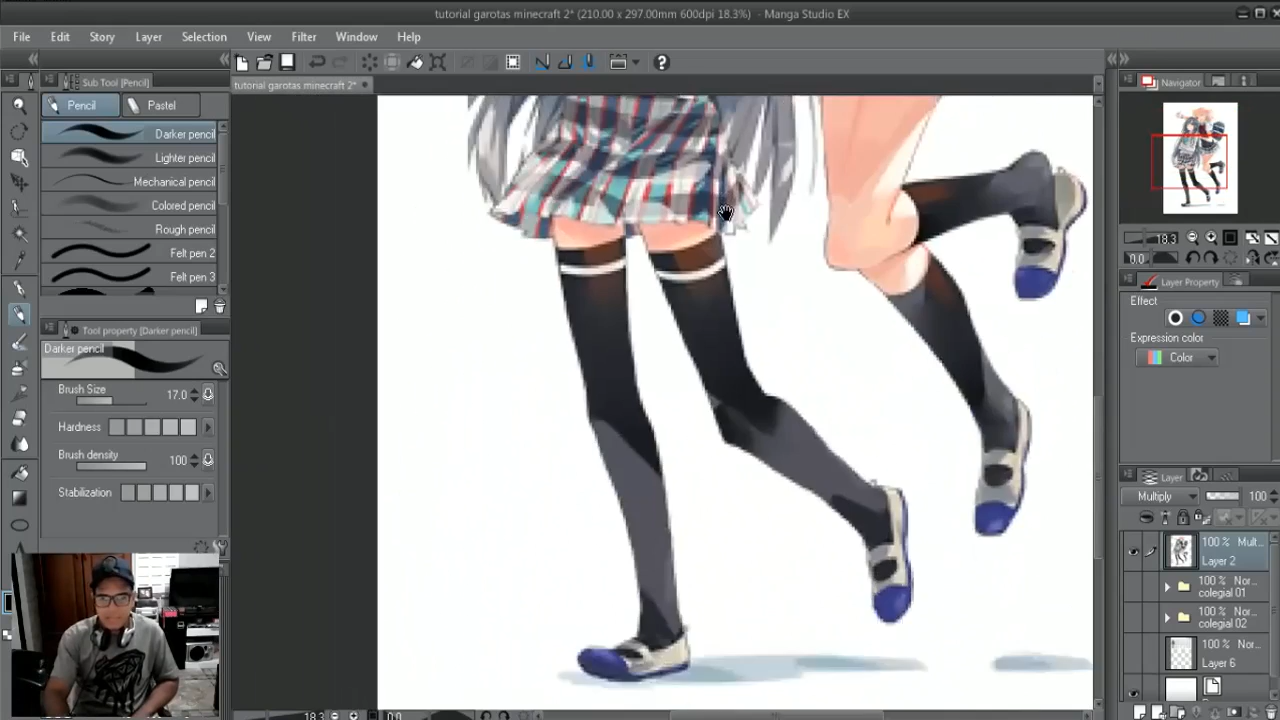 tutorial garotas minecraft 2* (210.00 x 297.00mm 600dpi 18.3%) - Manga Studio EX
File Edit Story Layer Selection View Filter Window Help
Sub Tool [Pencil]
tutorial garotas minecraft 2*
Navigator
Pencil Pastel
Darker pencil
Lighter pencil
Mechanical pencil
Colored pencil
Rough pencil
Felt pen 2
Felt pen 3
18.3
0.0
Layer Property
Effect
Expression color
Color
Tool property [Darker pencil]
Darker pencil
Brush Size 17.0
Hardness
Brush density 100
Stabilization
Layer
Multiply 100
100 % Mult...
Layer 2
100 % Nor...
colegial 01
100 % Nor...
colegial 02
100 % Nor...
Layer 6
18.3 0.0